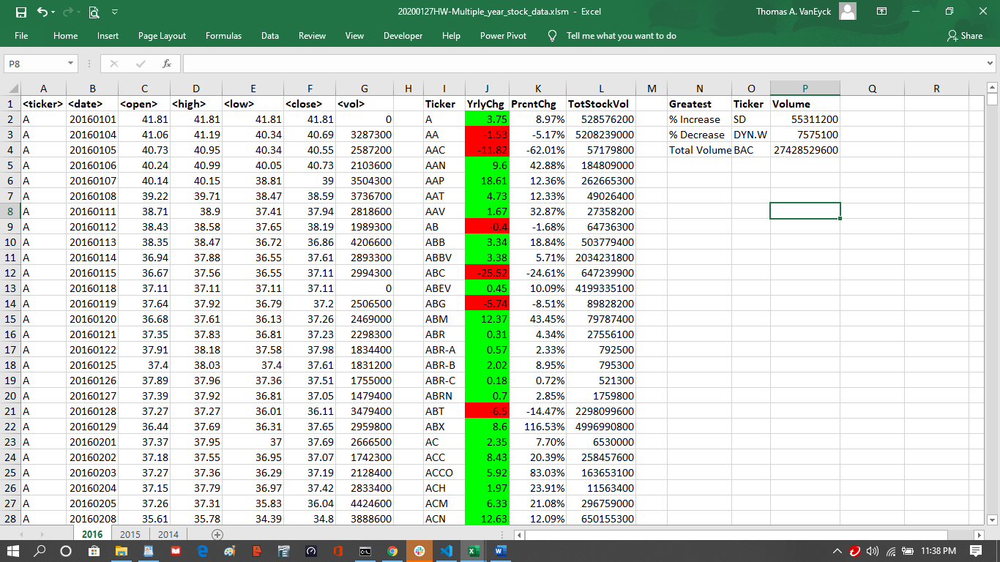 20200127HW-Multiple_year_stock_data.xlsm - Excel Thomas A. VanEyck
File Home Insert Page Layout Formulas Data Review View Developer Help Power Pivot Tell me what you want to do Share
P8 fx
A B C D E F G H I J K L M N O P Q R
1 <ticker> <date> <open> <high> <low> <close> <vol> Ticker YrlyChg PrcntChg TotStockVol Greatest Ticker Volume
2 A 20160101 41.81 41.81 41.81 41.81 0 A 3.75 8.97% 528576200 % Increase SD 55311200
3 A 20160104 41.06 41.19 40.34 40.69 3287300 AA -1.53 -5.17% 5208239000 % Decrease DYN.W 7575100
4 A 20160105 40.73 40.95 40.34 40.55 2587200 AAC -11.82 -62.01% 57179800 Total Volume BAC 27428529600
5 A 20160106 40.24 40.99 40.05 40.73 2103600 AAN 9.6 42.88% 184809000
6 A 20160107 40.14 40.15 38.81 39 3504300 AAP 18.61 12.36% 262665300
7 A 20160108 39.22 39.71 38.47 38.59 3736700 AAT 4.73 12.33% 49026400
8 A 20160111 38.71 38.9 37.41 37.94 2818600 AAV 1.67 32.87% 27358200
9 A 20160112 38.43 38.58 37.65 38.19 1989300 AB -0.4 -1.68% 64736300
10 A 20160113 38.35 38.47 36.72 36.86 4206600 ABB 3.34 18.84% 503779400
11 A 20160114 36.94 37.88 36.55 37.61 2893300 ABBV 3.38 5.71% 2034231800
12 A 20160115 36.67 37.56 36.55 37.11 2994300 ABC -25.52 -24.61% 647239900
13 A 20160118 37.11 37.11 37.11 37.11 0 ABEV 0.45 10.09% 4199335100
14 A 20160119 37.64 37.92 36.79 37.2 2506500 ABG -5.74 -8.51% 89828200
15 A 20160120 36.68 37.61 36.13 37.26 2469000 ABM 12.37 43.45% 79787400
16 A 20160121 37.35 37.83 36.81 37.23 2298300 ABR 0.31 4.34% 27556100
17 A 20160122 37.91 38.18 37.58 37.98 1834400 ABR-A 0.57 2.33% 792500
18 A 20160125 37.4 38.03 37.4 37.61 1831200 ABR-B 2.02 8.95% 795300
19 A 20160126 37.89 37.96 37.36 37.51 1755000 ABR-C 0.18 0.72% 521300
20 A 20160127 37.39 37.92 36.81 37.05 1479400 ABRN 0.7 2.85% 1759800
21 A 20160128 37.27 37.27 36.01 36.11 3479400 ABT -6.5 -14.47% 2298099600
22 A 20160129 36.44 37.69 36.31 37.65 2959800 ABX 8.6 116.53% 4996990800
23 A 20160201 37.37 37.95 37 37.69 2666500 AC 2.35 7.70% 6530000
24 A 20160202 37.18 37.55 36.95 37.07 1742300 ACC 8.43 20.39% 258457600
25 A 20160203 37.27 37.36 36.29 37.19 2128400 ACCO 5.92 83.03% 163653100
26 A 20160204 37.15 37.79 36.97 37.42 2833400 ACH 1.97 23.91% 11563400
27 A 20160205 37.26 37.31 35.83 36.04 4424600 ACM 6.33 21.08% 296759000
28 A 20160208 35.61 35.78 34.39 34.8 3888600 ACN 12.63 12.09% 650155300
2016 2015 2014
11:38 PM